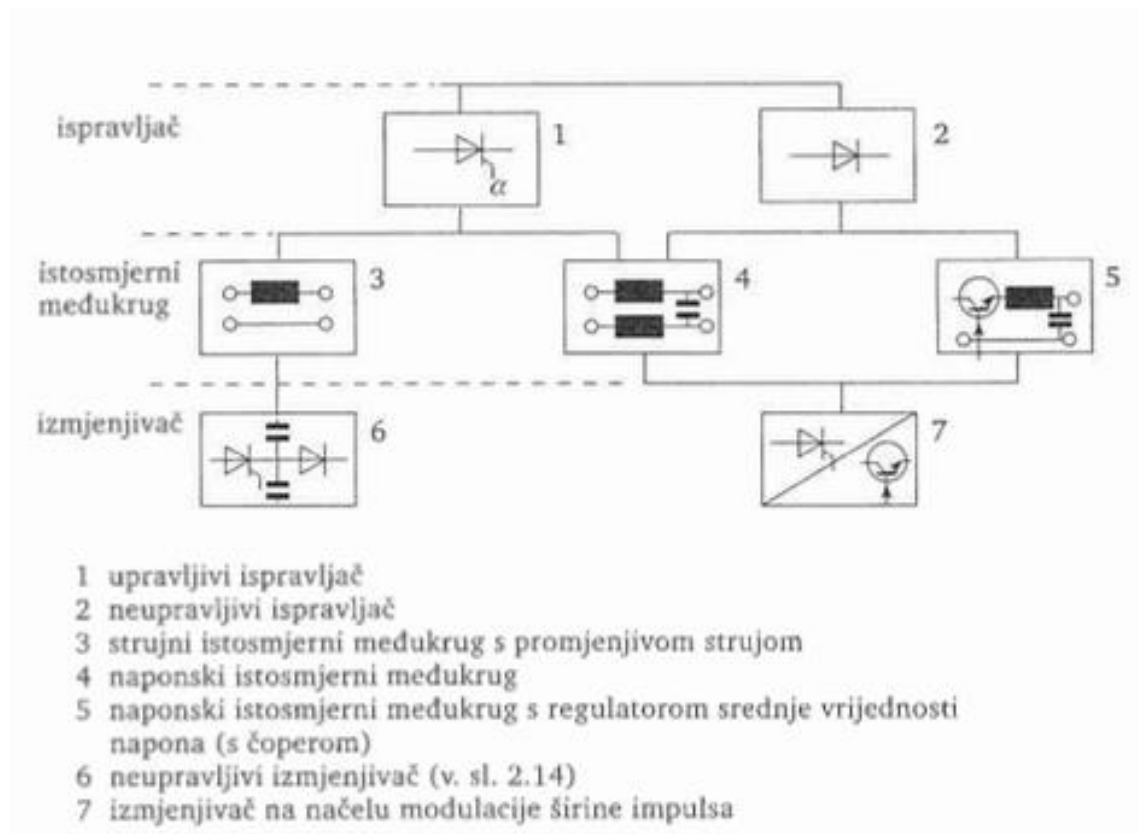 ispravljač
1
α
2
istosmjerni
međukrug
3
4
5
izmjenjivač
6
7
1 upravljivi ispravljač
2 neupravljivi ispravljač
3 strujni istosmjerni međukrug s promjenjivom strujom
4 naponski istosmjerni međukrug
5 naponski istosmjerni međukrug s regulatorom srednje vrijednosti
napona (s čoperom)
6 neupravljivi izmjenjivač (v. sl. 2.14)
7 izmjenjivač na načelu modulacije širine impulsa